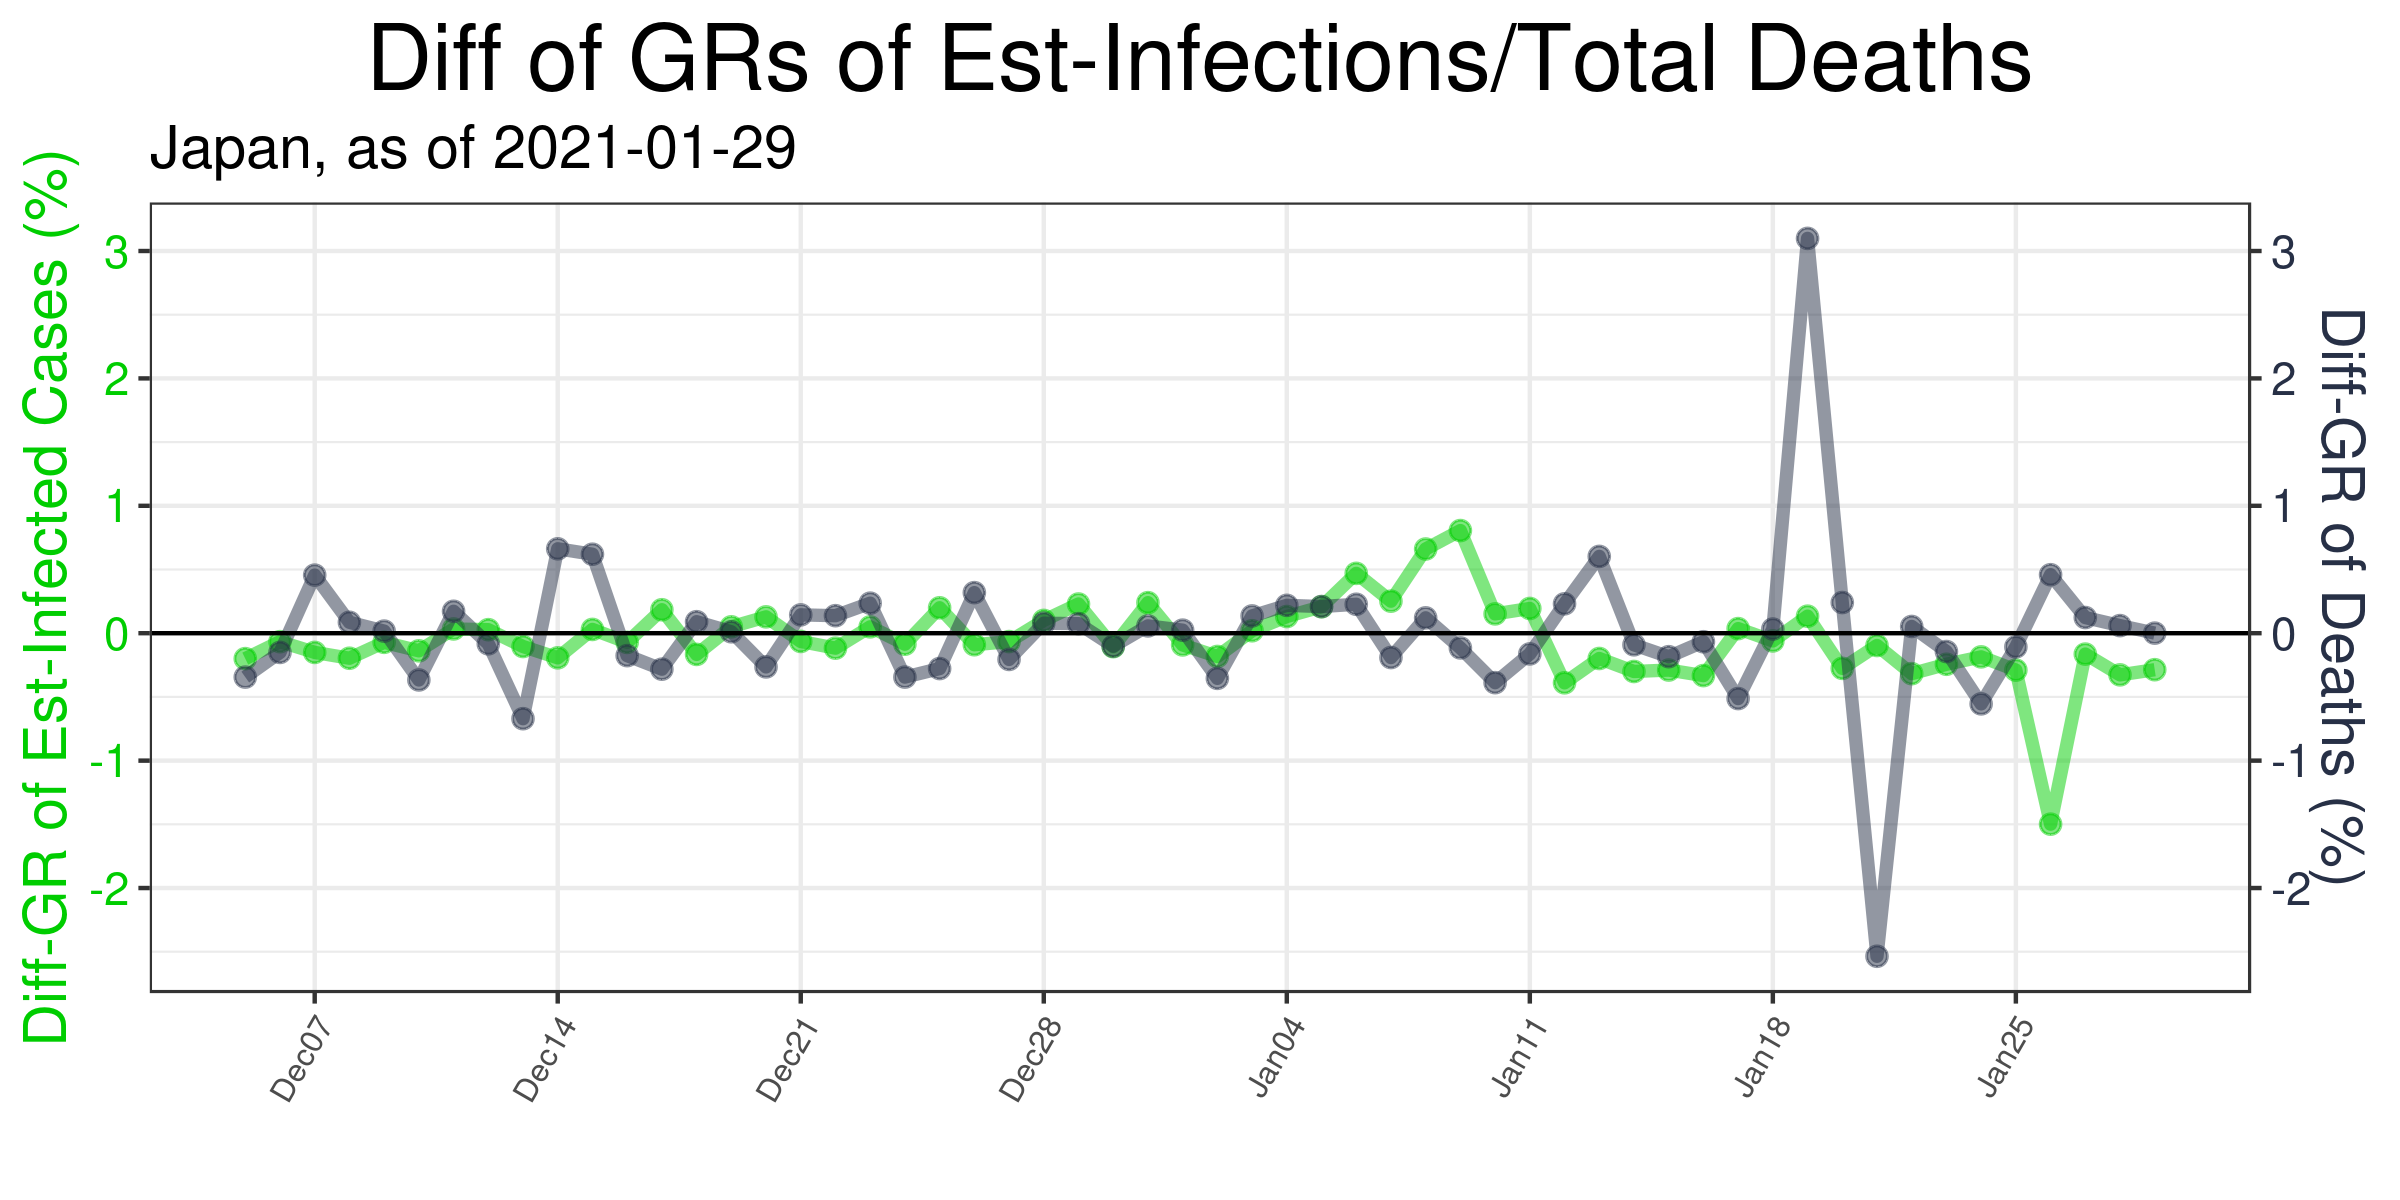 Diff of GRs of Est-Infections/Total Deaths
Japan, as of 2021-01-29
Diff-GR of Est-Infected Cases (%)
3
2
1
0
-1
-2
3
2
1
0
-1
-2
Diff-GR of Deaths (%)
Dec07
Dec14
Dec21
Dec28
Jan04
Jan11
Jan18
Jan25